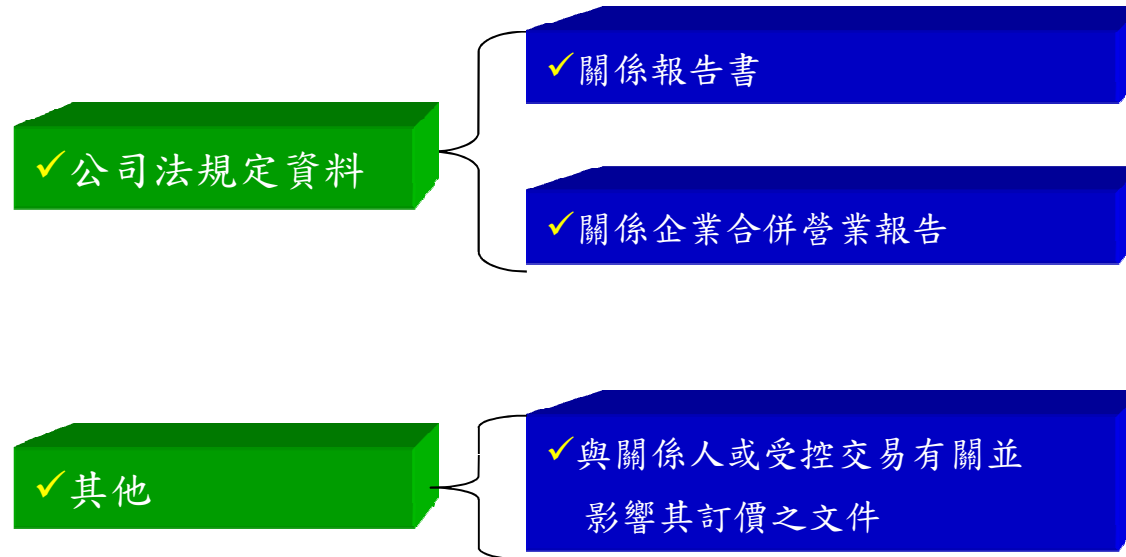 ✓關係報告書
✓公司法規定資料
✓關係企業合併營業報告
✓其他
✓與關係人或受控交易有關並
影響其訂價之文件